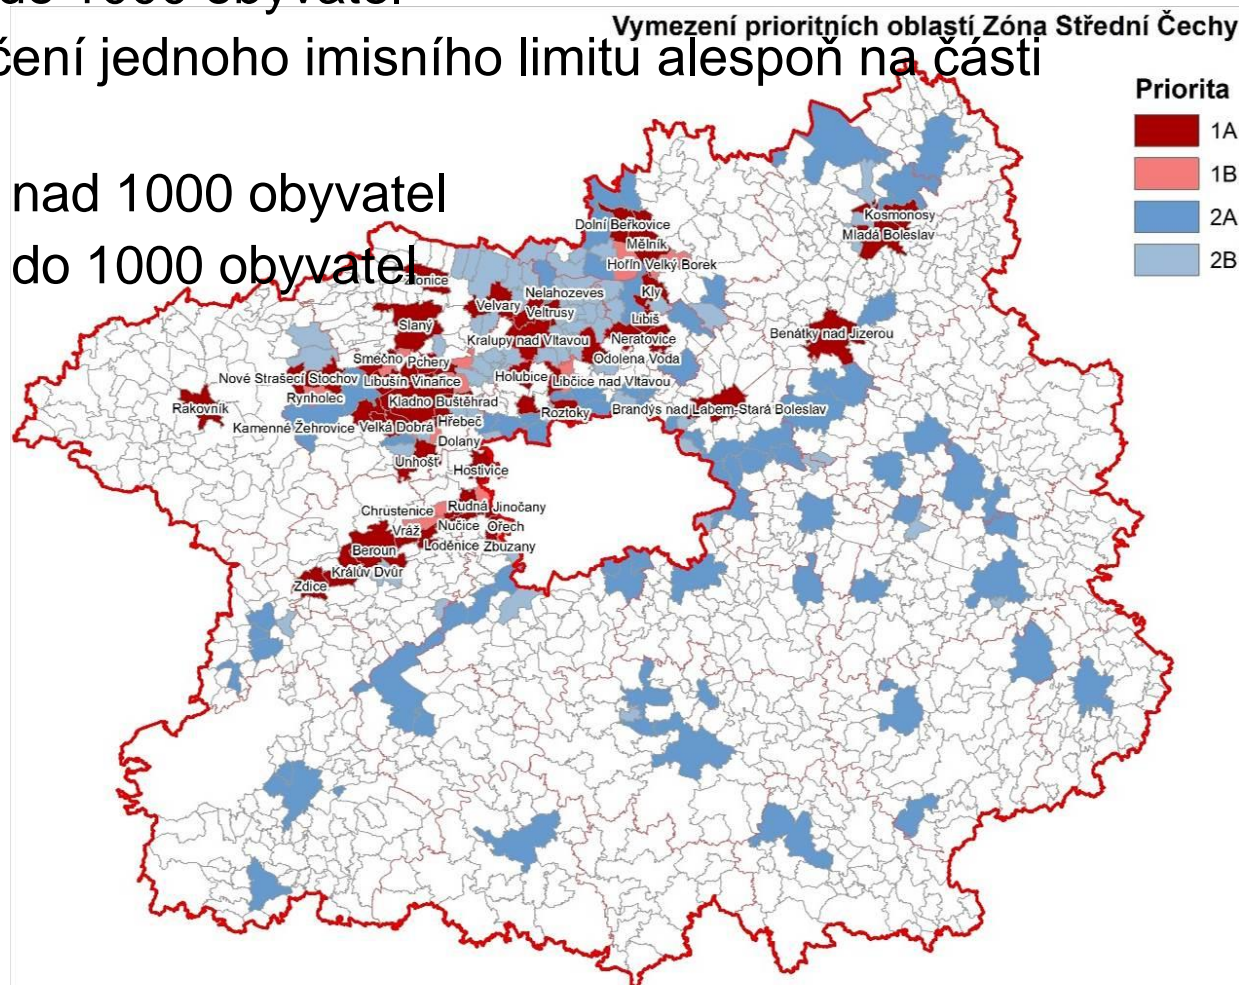 do 1000 obyvatel
Vymezení prioritních oblastí Zóna Střední Čechy
čení jednoho imisního limitu alespoň na části
Priorita
1A
1B
2A
2B
nad 1000 obyvatel
do 1000 obyvatel
Kosmonosy
Mladá Boleslav
Dolní Beřkovice
Mělník
Hořín Velký Borek
Zlonice
Nelahozeves
Kly
Velvary
Veltrusy
Libiš
Slaný
Kralupy nad Vltavou
Neratovice
Benátky nad Jizerou
Smečno Pchery
Odolena Voda
Nové Strašecí Stochov
Libušín Vinařice
Holubice
Libčice nad Vltavou
Rynholec
Kladno Buštěhrad
Rakovník
Roztoky
Brandýs nad Labem-Stará Boleslav
Kamenné Žehrovice
Velká Dobrá
Hřebeč
Dolany
Unhošť
Hostivice
Chrustenice
Rudná
Jinočany
Vráž
Nučice
Ořech
Beroun
Loděnice
Zbuzany
Králův Dvůr
Zdice